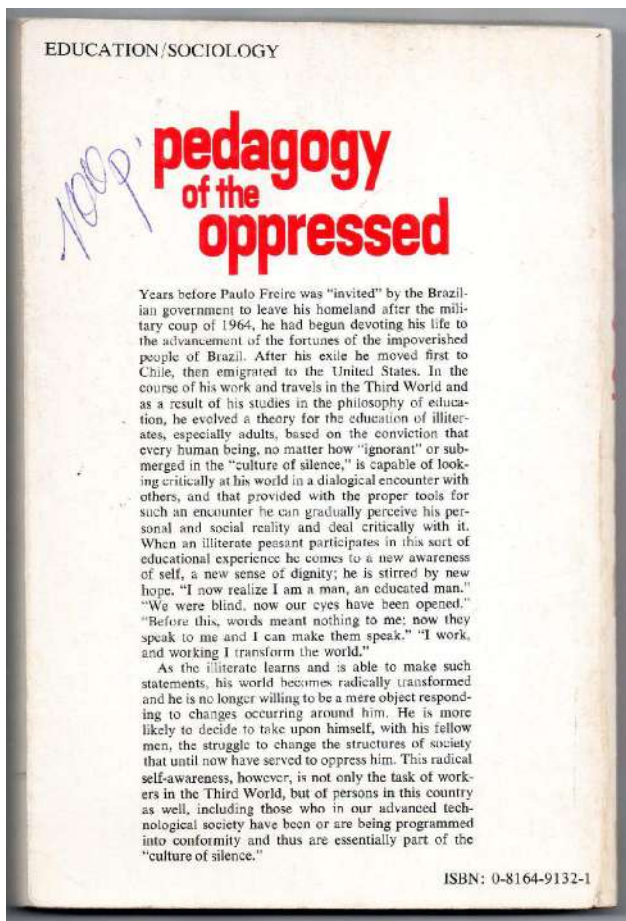 EDUCATION/SOCIOLOGY
100p
pedagogy
of the
oppressed
Years before Paulo Freire was "invited" by the Brazil-
ian government to leave his homeland after the mili-
tary coup of 1964, he had begun devoting his life to
the advancement of the fortunes of the impoverished
people of Brazil. After his exile he moved first to
Chile, then emigrated to the United States. In the
course of his work and travels in the Third World and
as a result of his studies in the philosophy of educa-
tion, he evolved a theory for the education of illiter-
ates, especially adults, based on the conviction that
every human being, no matter how "ignorant" or sub-
merged in the "culture of silence," is capable of look-
ing critically at his world in a dialogical encounter with
others, and that provided with the proper tools for
such an encounter he can gradually perceive his per-
sonal and social reality and deal critically with it.
When an illiterate peasant participates in this sort of
educational experience he comes to a new awareness
of self, a new sense of dignity; he is stirred by new
hope. "I now realize I am a man, an educated man."
"We were blind, now our eyes have been opened."
"Before this, words meant nothing to me; now they
speak to me and I can make them speak." "I work,
and working I transform the world."
As the illiterate learns and is able to make such
statements, his world becomes radically transformed
and he is no longer willing to be a mere object respond-
ing to changes occurring around him. He is more
likely to decide to take upon himself, with his fellow
men, the struggle to change the structures of society
that until now have served to oppress him. This radical
self-awareness, however, is not only the task of work-
ers in the Third World, but of persons in this country
as well, including those who in our advanced tech-
nological society have been or are being programmed
into conformity and thus are essentially part of the
"culture of silence."
ISBN: 0-8164-9132-1